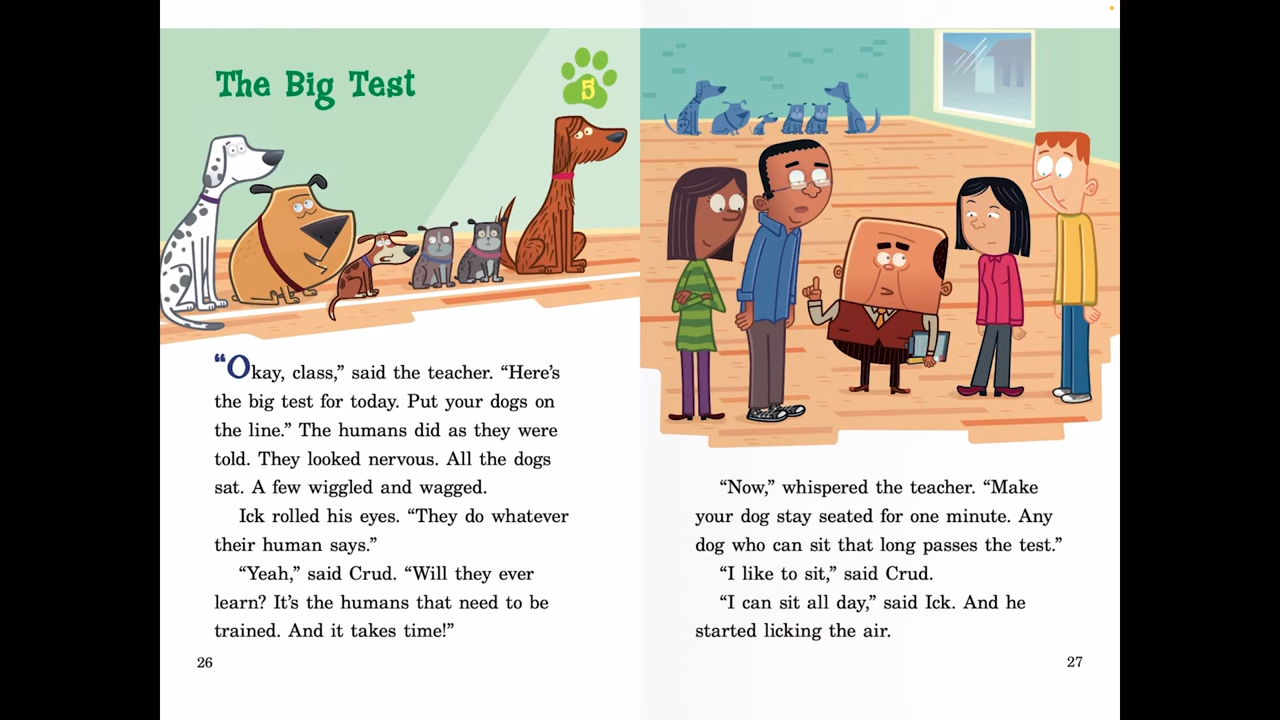 The Big Test
5
“Okay, class,” said the teacher. “Here’s
the big test for today. Put your dogs on
the line.” The humans did as they were
told. They looked nervous. All the dogs
sat. A few wiggled and wagged.
Ick rolled his eyes. “They do whatever
their human says.”
“Yeah,” said Crud. “Will they ever
learn? It’s the humans that need to be
trained. And it takes time!”
26
“Now,” whispered the teacher. “Make
your dog stay seated for one minute. Any
dog who can sit that long passes the test.”
“I like to sit,” said Crud.
“I can sit all day,” said Ick. And he
started licking the air.
27